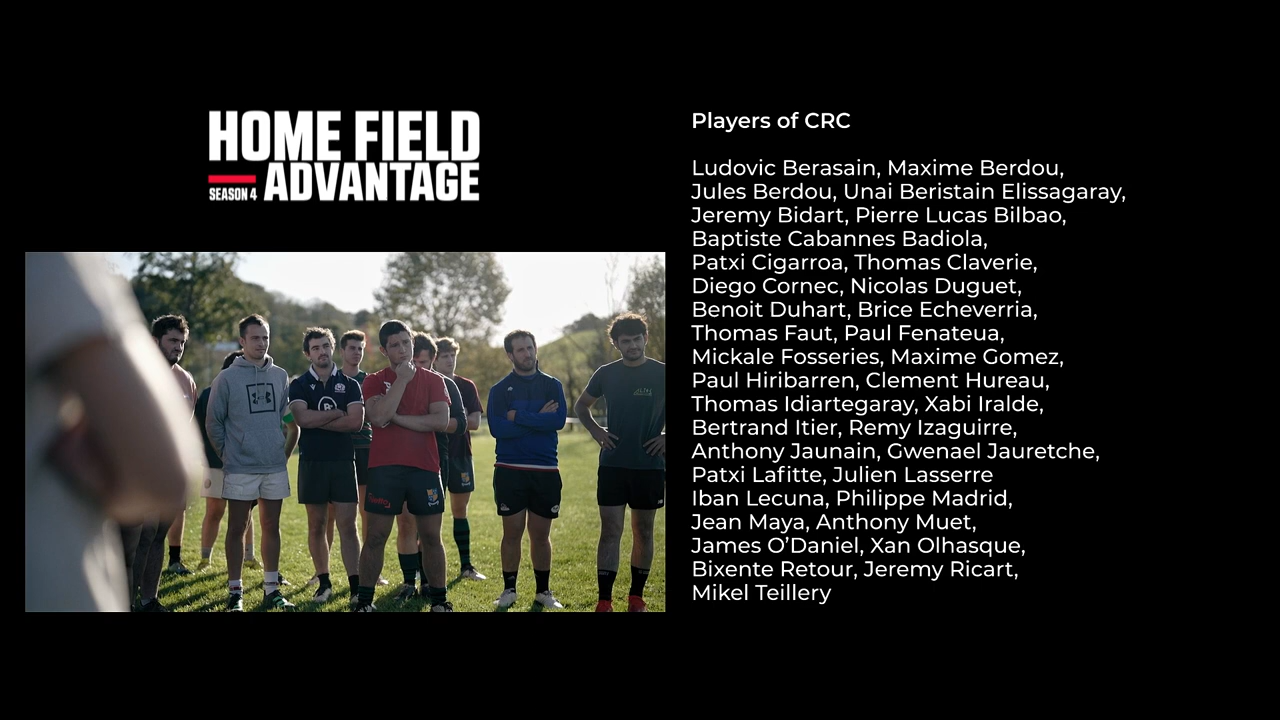 HOME FIELD
SEASON 4 ADVANTAGE
Players of CRC
Ludovic Berasain, Maxime Berdou,
Jules Berdou, Unai Beristain Elissagaray,
Jeremy Bidart, Pierre Lucas Bilbao,
Baptiste Cabannes Badiola,
Patxi Cigarroa, Thomas Claverie,
Diego Cornec, Nicolas Duguet,
Benoit Duhart, Brice Echeverria,
Thomas Faut, Paul Fenateua,
Mickale Fosseries, Maxime Gomez,
Paul Hiribarren, Clement Hureau,
Thomas Idiartegaray, Xabi Iralde,
Bertrand Itier, Remy Izaguirre,
Anthony Jaunain, Gwenael Jauretche,
Patxi Lafitte, Julien Lasserre
Iban Lecuna, Philippe Madrid,
Jean Maya, Anthony Muet,
James O’Daniel, Xan Olhasque,
Bixente Retour, Jeremy Ricart,
Mikel Teillery